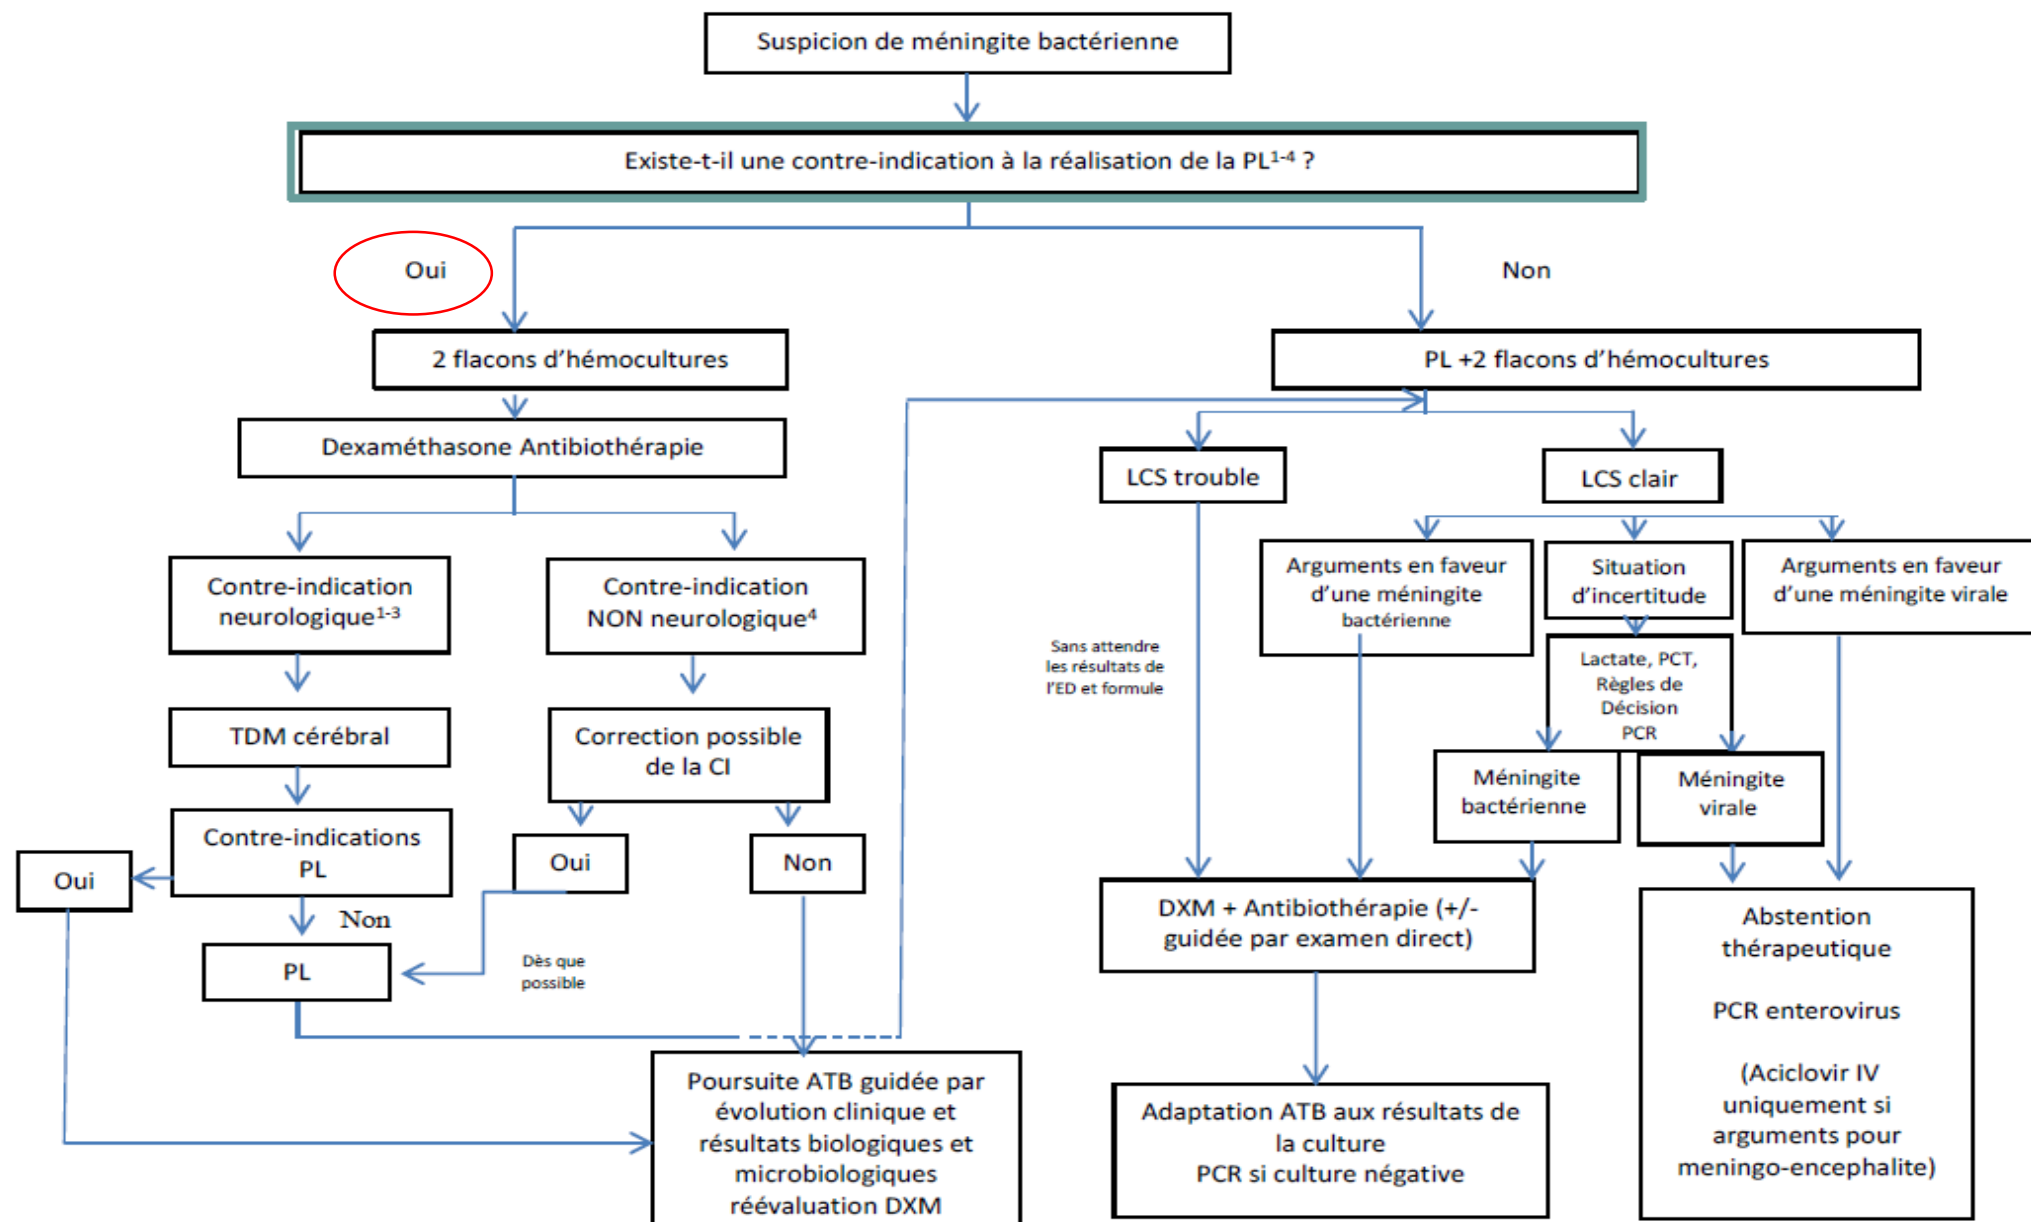 Suspicion de méningite bactérienne
Existe-t-il une contre-indication à la réalisation de la PL¹⁻⁴ ?
Oui
Non
2 flacons d’hémocultures
PL +2 flacons d’hémocultures
Dexaméthasone Antibiothérapie
LCS trouble
LCS clair
Contre-indication
neurologique¹⁻³
Contre-indication
NON neurologique⁴
Sans attendre
les résultats de
l’ED et formule
Arguments en faveur
d’une méningite
bactérienne
Situation
d’incertitude
Arguments en faveur
d’une méningite virale
Lactate, PCT,
Règles de
Décision
PCR
TDM cérébral
Correction possible
de la CI
Méningite
bactérienne
Méningite
virale
Contre-indications
PL
Oui
Non
Oui
Non
PL
Dès que
possible
DXM + Antibiothérapie (+/-
guidée par examen direct)
Abstention
thérapeutique
PCR enterovirus
(Aciclovir IV
uniquement si
arguments pour
meningo-encephalite)
Poursuite ATB guidée par
évolution clinique et
résultats biologiques et
microbiologiques
réévaluation DXM
Adaptation ATB aux résultats de
la culture
PCR si culture négative